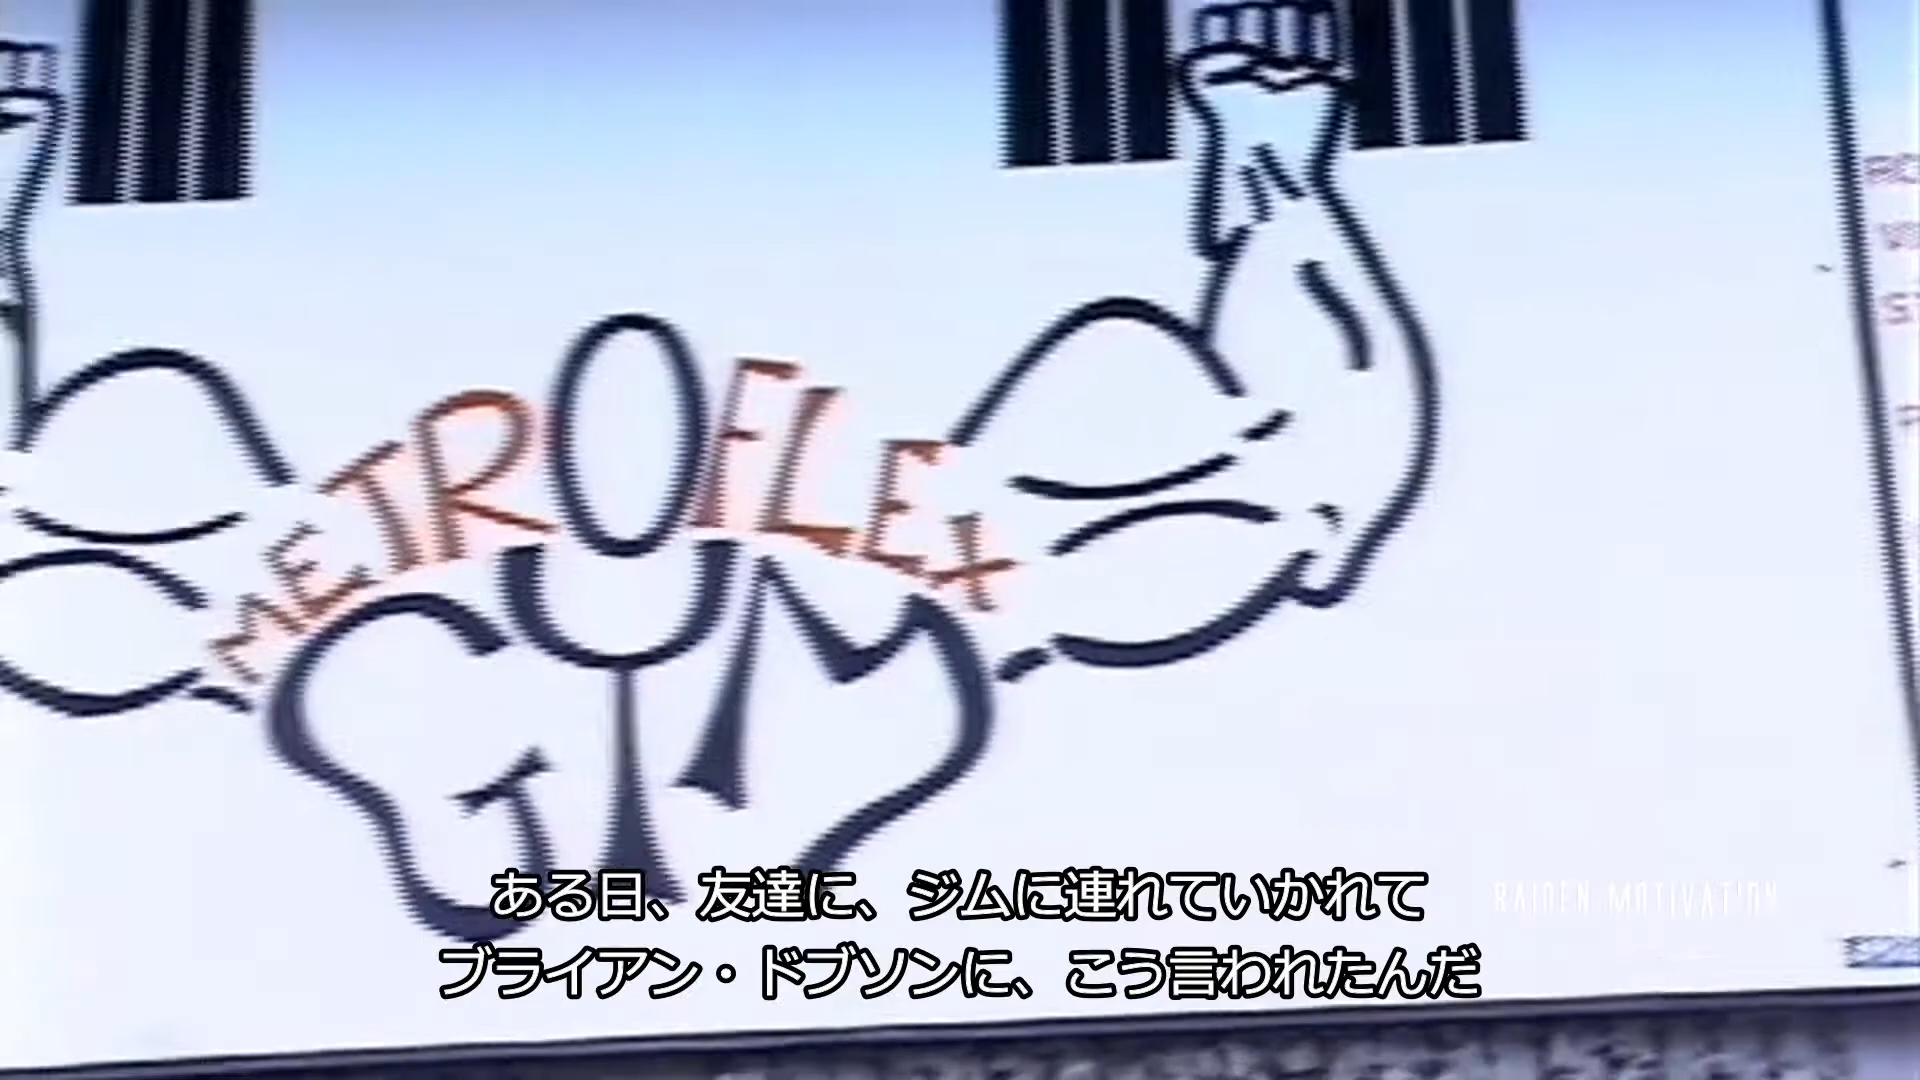 METROFLEX
GYM
ある日、友達に、ジムに連れていかれて
RAIDEN MOTIVATION
ブライアン・ドブソンに、こう言われたんだ